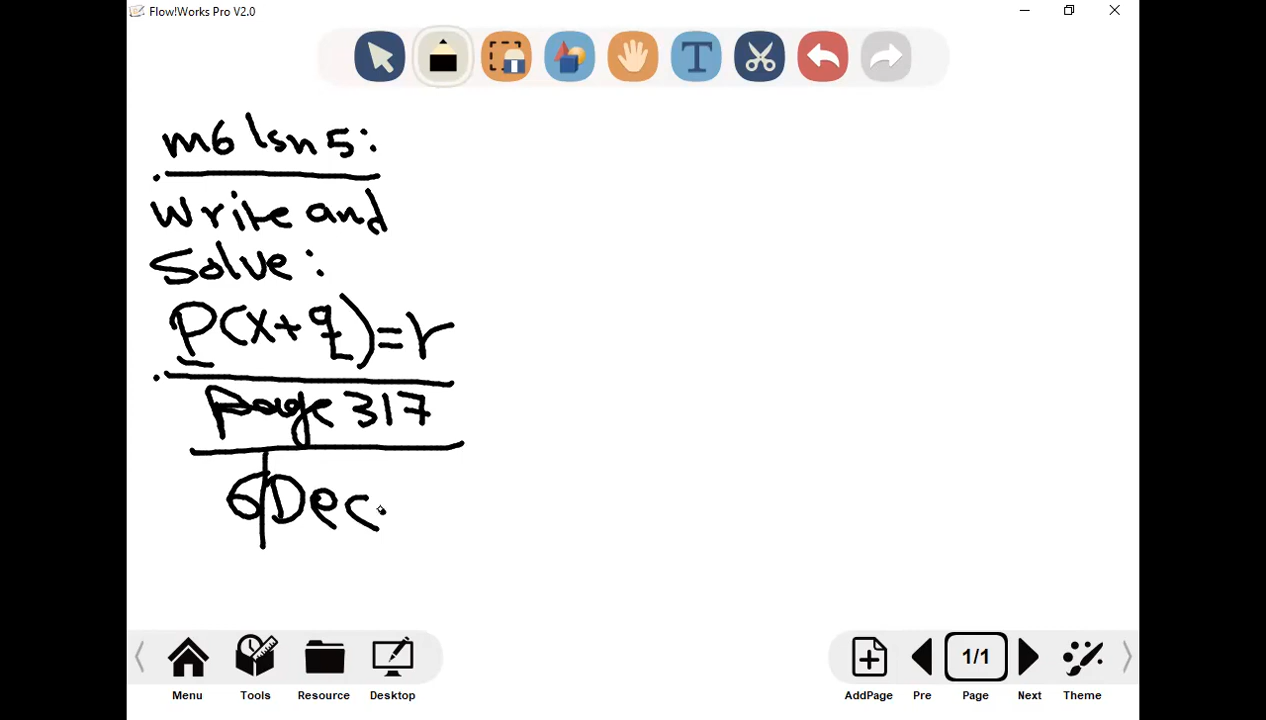 Flow!Works Pro V2.0
m6 lsn 5:
Write and
Solve:
P(x+q)=r
page 317
6 Dec
Menu
Tools
Resource
Desktop
AddPage
Pre
1/1
Page
Next
Theme